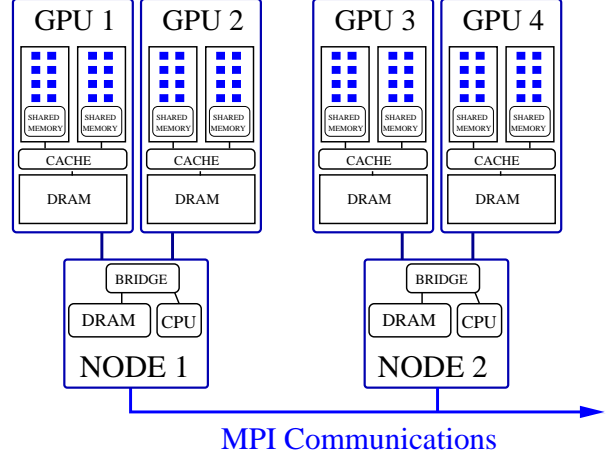 GPU 1
GPU 2
GPU 3
GPU 4
SHARED
MEMORY
SHARED
MEMORY
SHARED
MEMORY
SHARED
MEMORY
SHARED
MEMORY
SHARED
MEMORY
SHARED
MEMORY
SHARED
MEMORY
CACHE
CACHE
CACHE
CACHE
DRAM
DRAM
DRAM
DRAM
BRIDGE
BRIDGE
DRAM
CPU
DRAM
CPU
NODE 1
NODE 2
MPI Communications